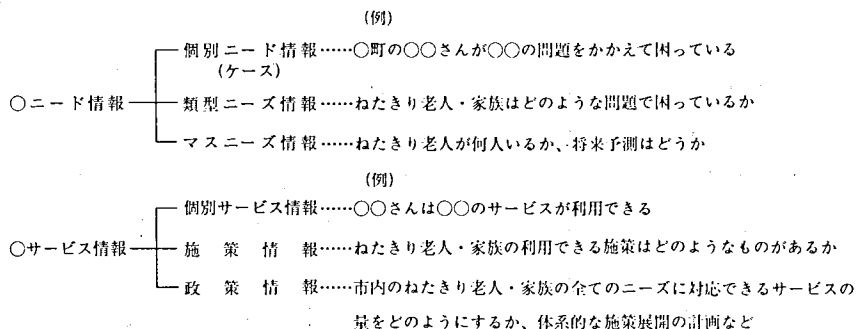 (例)
個別ニード情報……○町の○○さんが○○の問題をかかえて困っている
(ケース)
○ニード情報
類型ニーズ情報……ねたきり老人・家族はどのような問題で困っているか
マスニーズ情報……ねたきり老人が何人いるか、将来予測はどうか
(例)
個別サービス情報……○○さんは○○のサービスが利用できる
○サービス情報
施策情報……ねたきり老人・家族の利用できる施策はどのようなものがあるか
政策情報……市内のねたきり老人・家族の全てのニーズに対応できるサービスの
量をどのようにするか、体系的な施策展開の計画など